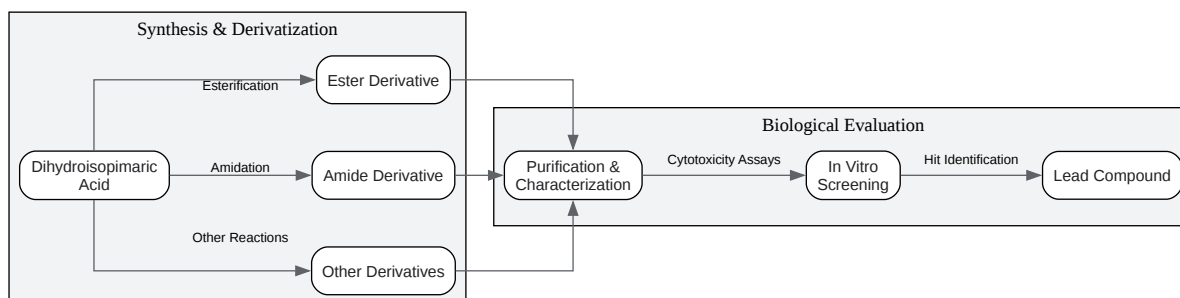 Synthesis & Derivatization
Esterification
Ester Derivative
Dihydroisopimaric
Acid
Amidation
Amide Derivative
Other Reactions
Other Derivatives
Biological Evaluation
Purification &
Characterization
Cytotoxicity Assays
In Vitro
Screening
Hit Identification
Lead Compound